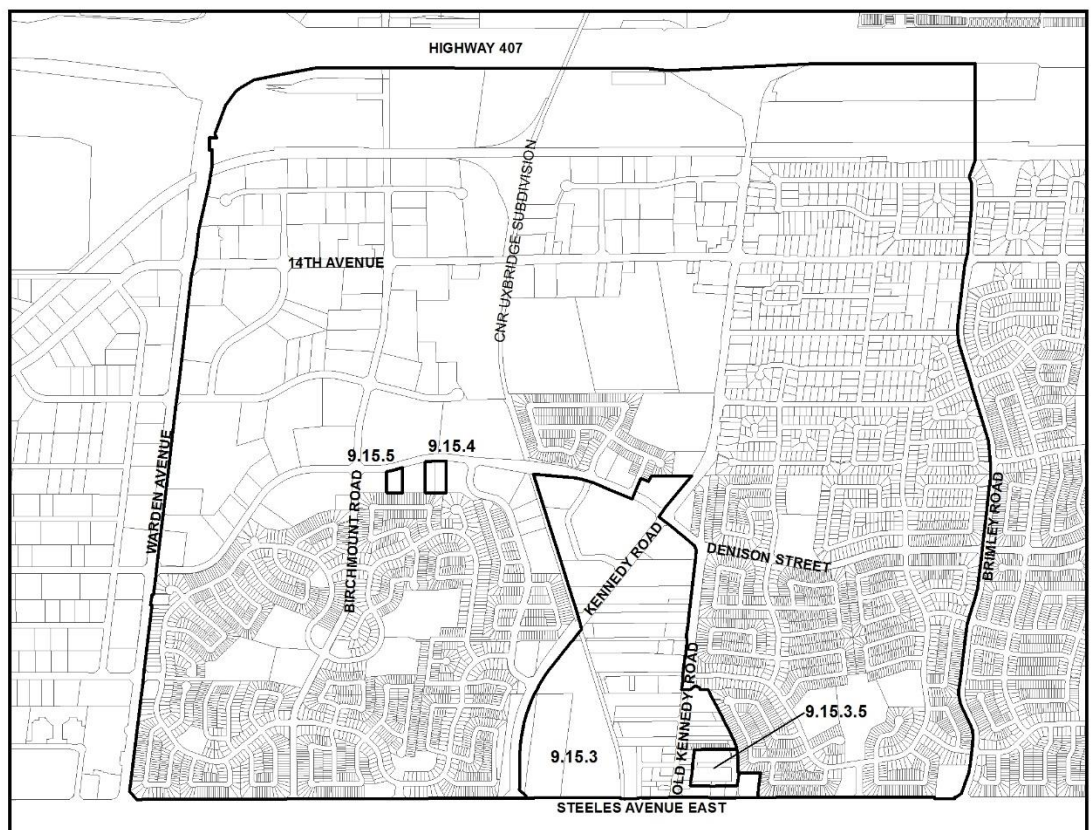 HIGHWAY 407
CNR-UXBRIDGE SUBDIVISION
14TH AVENUE
9.15.5
9.15.4
WARDEN AVENUE
BIRCHMOUNT ROAD
KENNEDY ROAD
DENISON STREET
BRIMLEY ROAD
OLD KENNEDY ROAD
9.15.3.5
9.15.3
STEELES AVENUE EAST